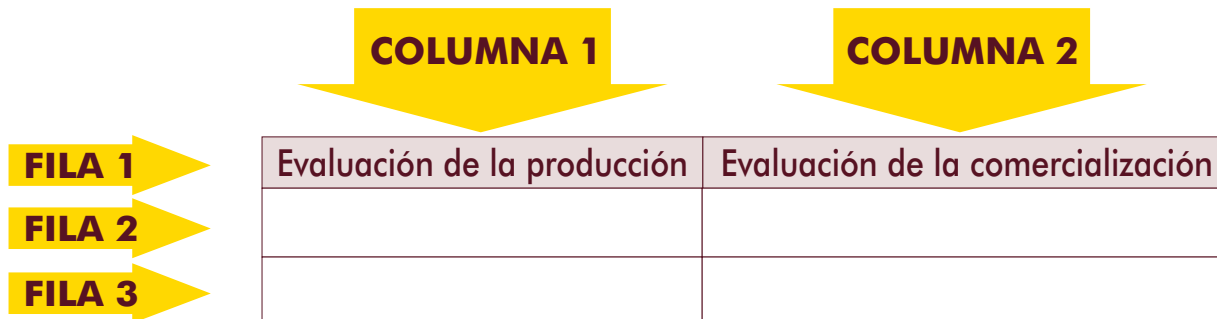 COLUMNA 1 COLUMNA 2
FILA 1 Evaluación de la producción Evaluación de la comercialización
FILA 2
FILA 3